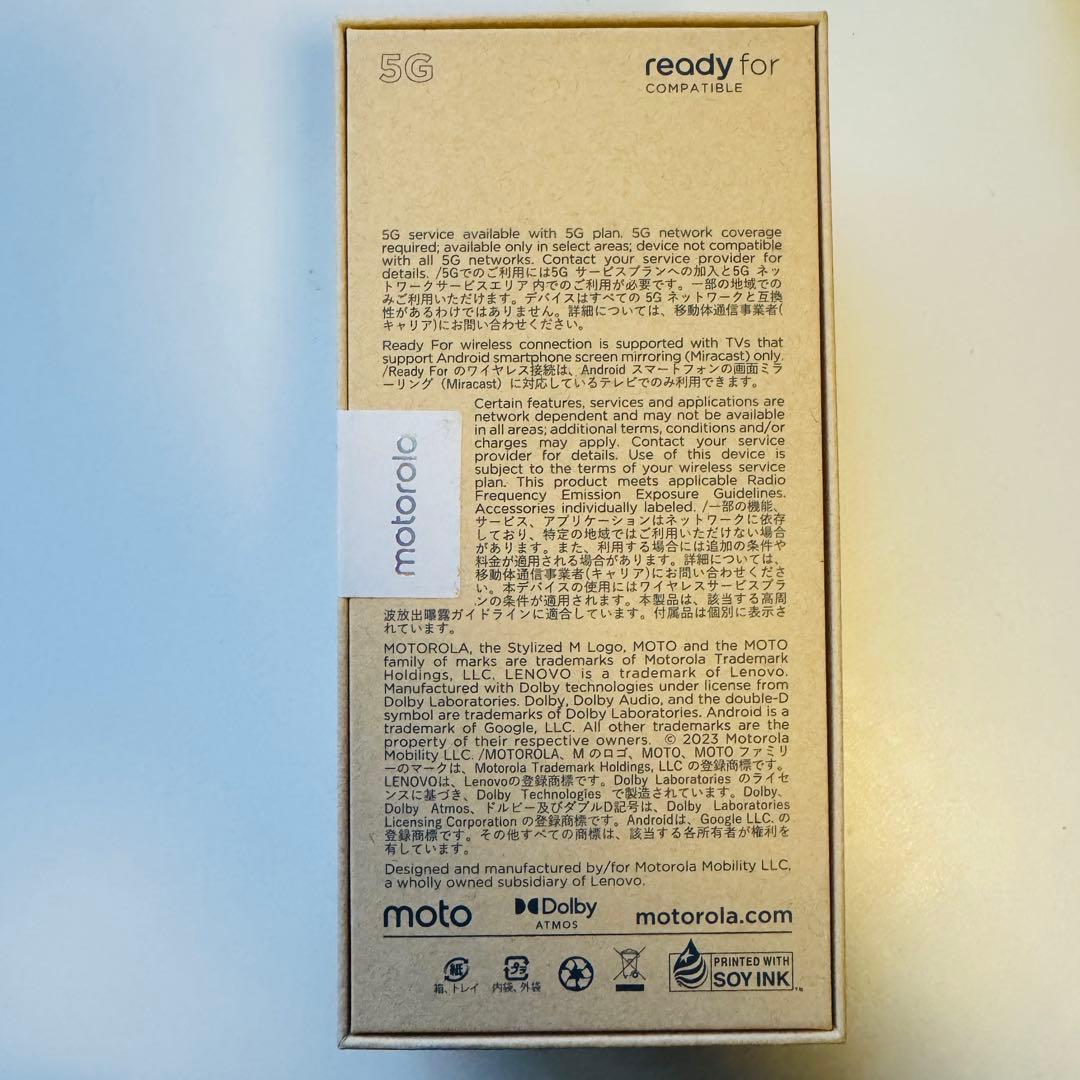 5G
ready for
COMPATIBLE
5G service available with 5G plan. 5G network coverage
required; available only in select areas; device not compatible
with all 5G networks. Contact your service provider for
details. /5Gでのご利用には5G サービスプランへの加入と5G ネッ
トワークサービスエリア 内でのご利用が必要です。一部の地域での
みご利用いただけます。デバイスはすべての 5G ネットワークと互換
性があるわけではありません。詳細については、移動体通信事業者(
キャリア)にお問い合わせください。
Ready For wireless connection is supported with TVs that
support Android smartphone screen mirroring (Miracast) only.
/Ready For のワイヤレス接続は、Android スマートフォンの画面ミラ
ーリング（Miracast）に対応しているテレビでのみ利用できます。
Certain features, services and applications are
network dependent and may not be available
in all areas; additional terms, conditions and/or
charges may apply. Contact your service
provider for details. Use of this device is
subject to the terms of your wireless service
plan. This product meets applicable Radio
Frequency Emission Exposure Guidelines.
Accessories individually labeled. /一部の機能、
サービス、アプリケーションはネットワークに依存
しており、特定の地域ではご利用いただけない場合
があります。また、利用する場合には追加の条件や
料金が適用される場合があります。詳細については、
移動体通信事業者(キャリア)にお問い合わせくださ
い。本デバイスの使用にはワイヤレスサービスプラ
ンの条件が適用されます。本製品は、該当する高周
波放出曝露ガイドラインに適合しています。付属品は個別に表示さ
れています。
motorola
MOTOROLA, the Stylized M Logo, MOTO and the MOTO
family of marks are trademarks of Motorola Trademark
Holdings, LLC. LENOVO is a trademark of Lenovo.
Manufactured with Dolby technologies under license from
Dolby Laboratories. Dolby, Dolby Audio, and the double-D
symbol are trademarks of Dolby Laboratories. Android is a
trademark of Google, LLC. All other trademarks are the
property of their respective owners. © 2023 Motorola
Mobility LLC. /MOTOROLA、M のロゴ、MOTO、MOTO ファミリ
ーのマークは、Motorola Trademark Holdings, LLC の登録商標です。
LENOVOは、Lenovoの登録商標です。Dolby Laboratories のライセ
ンスに基づき、Dolby Technologies で製造されています。Dolby、
Dolby Atmos、ドルビー及びダブルD記号は、Dolby Laboratories
Licensing Corporation の登録商標です。Androidは、Google LLC. の
登録商標です。その他すべての商標は、該当する各所有者が権利を
有しています。
Designed and manufactured by/for Motorola Mobility LLC,
a wholly owned subsidiary of Lenovo.
moto
Dolby
ATMOS
motorola.com
紙
箱、トレイ
プラ
内袋、外袋
PRINTED WITH
SOY INK
TM